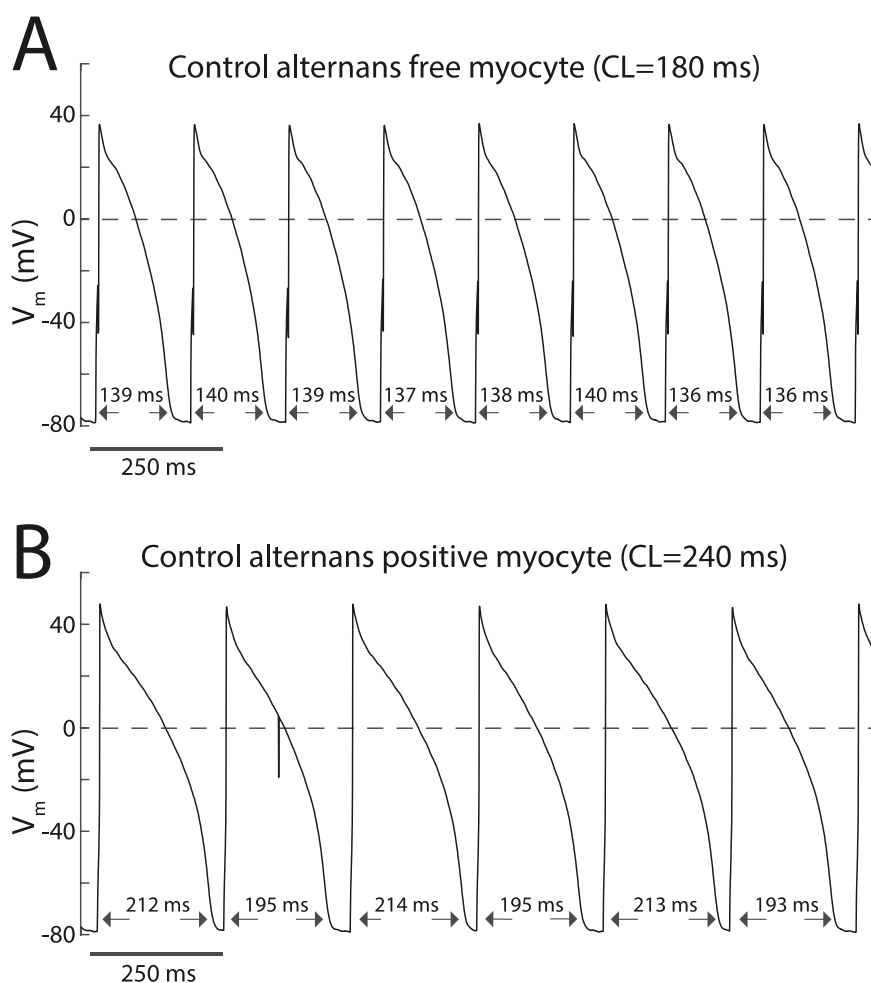 A
Control alternans free myocyte (CL=180 ms)
40
0
-40
-80
Vm (mV)
139 ms 140 ms 139 ms 137 ms 138 ms 140 ms 136 ms 136 ms
250 ms
B
Control alternans positive myocyte (CL=240 ms)
40
0
-40
-80
Vm (mV)
212 ms 195 ms 214 ms 195 ms 213 ms 193 ms
250 ms